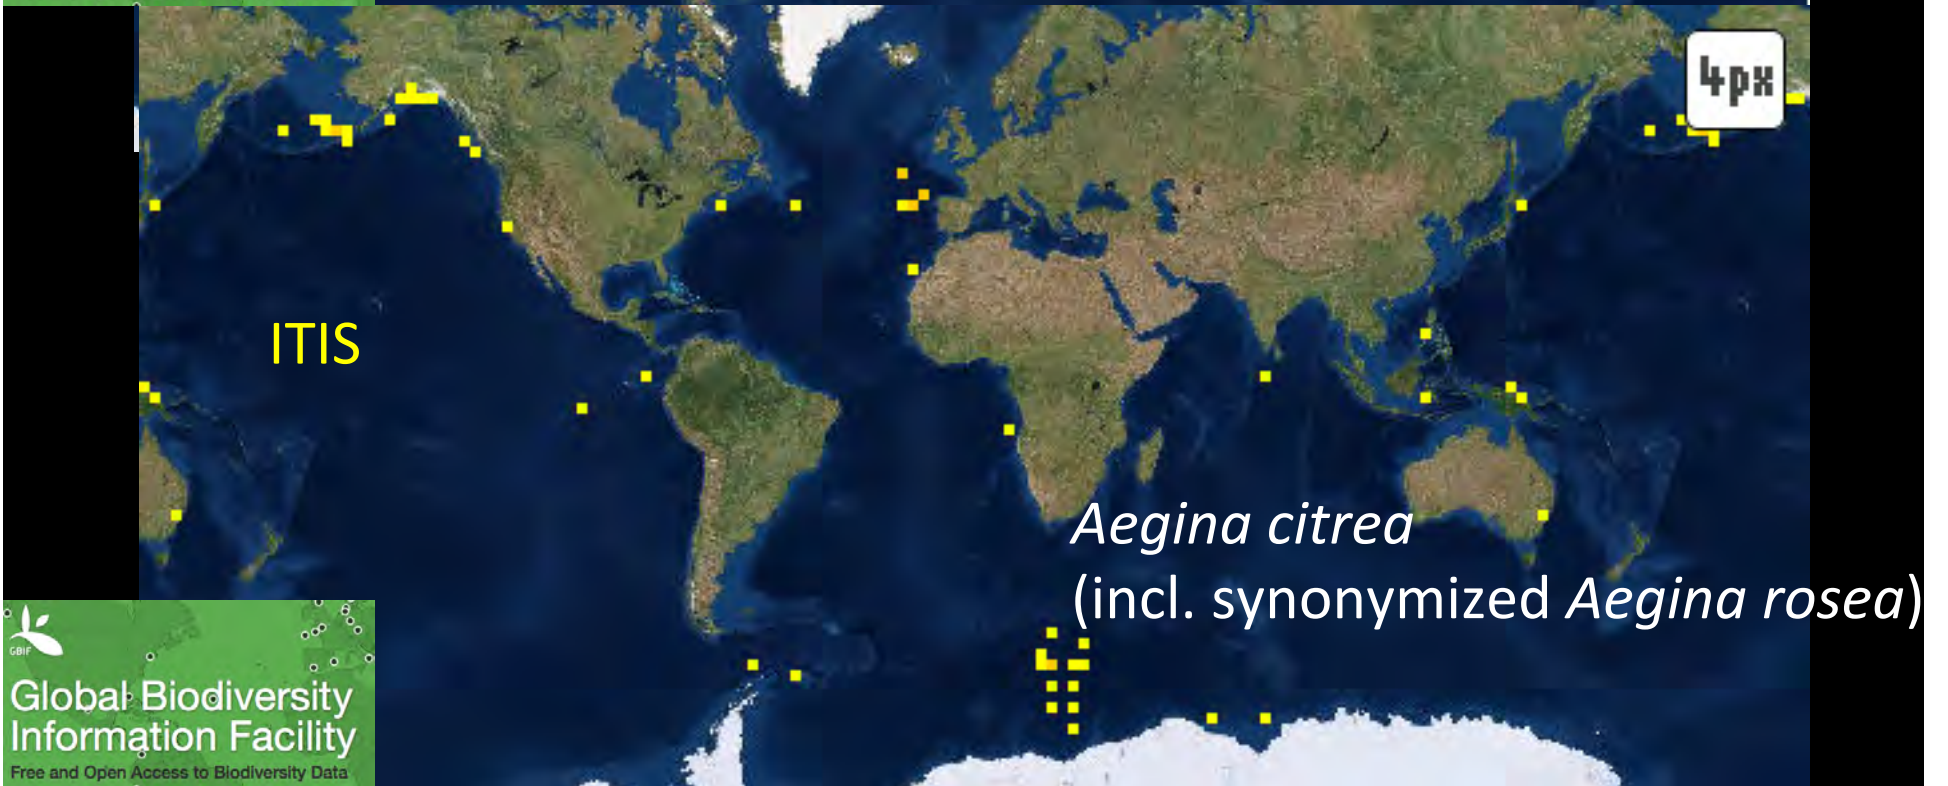 4px
ITIS
Aegina citrea
(incl. synonymized Aegina rosea)
GBIF
Global Biodiversity
Information Facility
Free and Open Access to Biodiversity Data